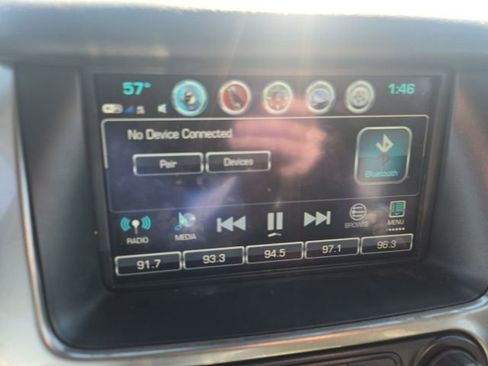 57° 1:46
No Device Connected
Pair Devices
Bluetooth
RADIO MEDIA BROWSE MENU
91.7 93.3 94.5 97.1 96.3